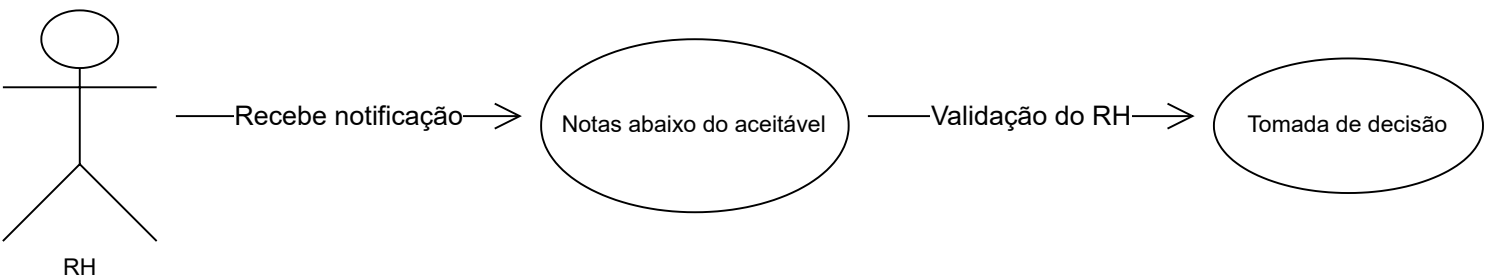 Recebe notificação
Notas abaixo do aceitável
Validação do RH
Tomada de decisão
RH